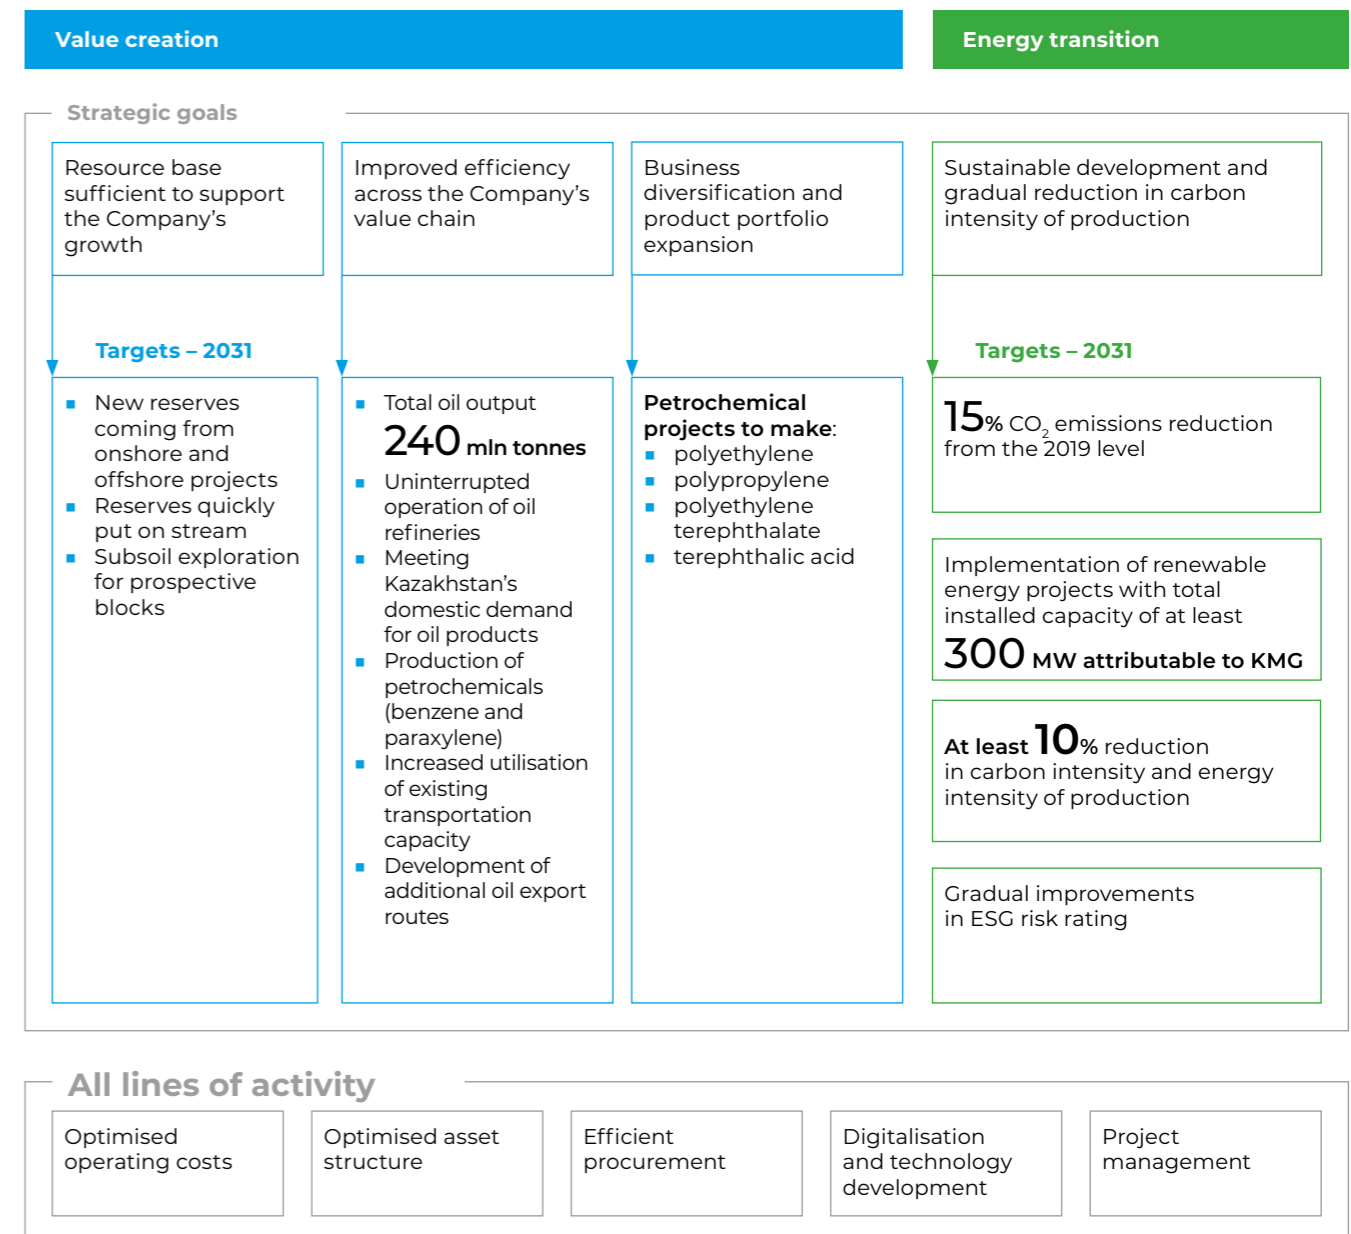 Value creation
Energy transition
Strategic goals
Resource base
sufficient to support
the Company’s
growth
Improved efficiency
across the Company’s
value chain
Business
diversification and
product portfolio
expansion
Sustainable development and
gradual reduction in carbon
intensity of production
Targets – 2031
Targets – 2031
▪ New reserves
coming from
onshore and
offshore projects
▪ Reserves quickly
put on stream
▪ Subsoil exploration
for prospective
blocks
▪ Total oil output
240 mln tonnes
▪ Uninterrupted
operation of oil
refineries
▪ Meeting
Kazakhstan’s
domestic demand
for oil products
▪ Production of
petrochemicals
(benzene and
paraxylene)
▪ Increased utilisation
of existing
transportation
capacity
▪ Development of
additional oil export
routes
Petrochemical
projects to make:
▪ polyethylene
▪ polypropylene
▪ polyethylene
terephthalate
▪ terephthalic acid
15% CO₂ emissions reduction
from the 2019 level
Implementation of renewable
energy projects with total
installed capacity of at least
300 MW attributable to KMG
At least 10% reduction
in carbon intensity and energy
intensity of production
Gradual improvements
in ESG risk rating
All lines of activity
Optimised
operating costs
Optimised asset
structure
Efficient
procurement
Digitalisation
and technology
development
Project
management